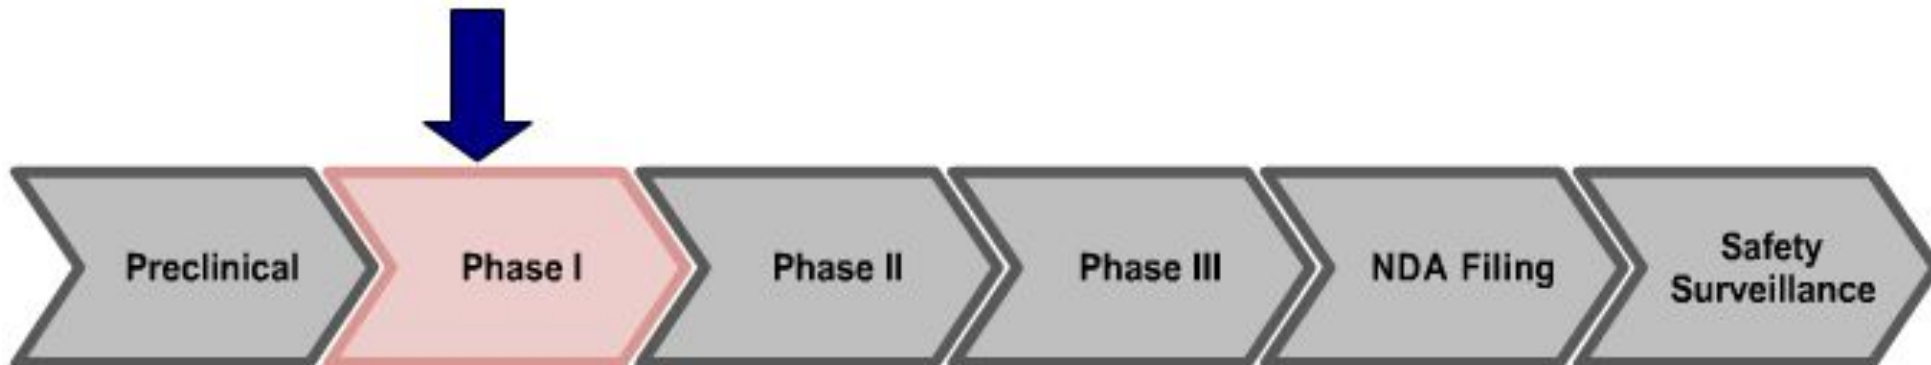 Preclinical
Phase I
Phase II
Phase III
NDA Filing
Safety
Surveillance